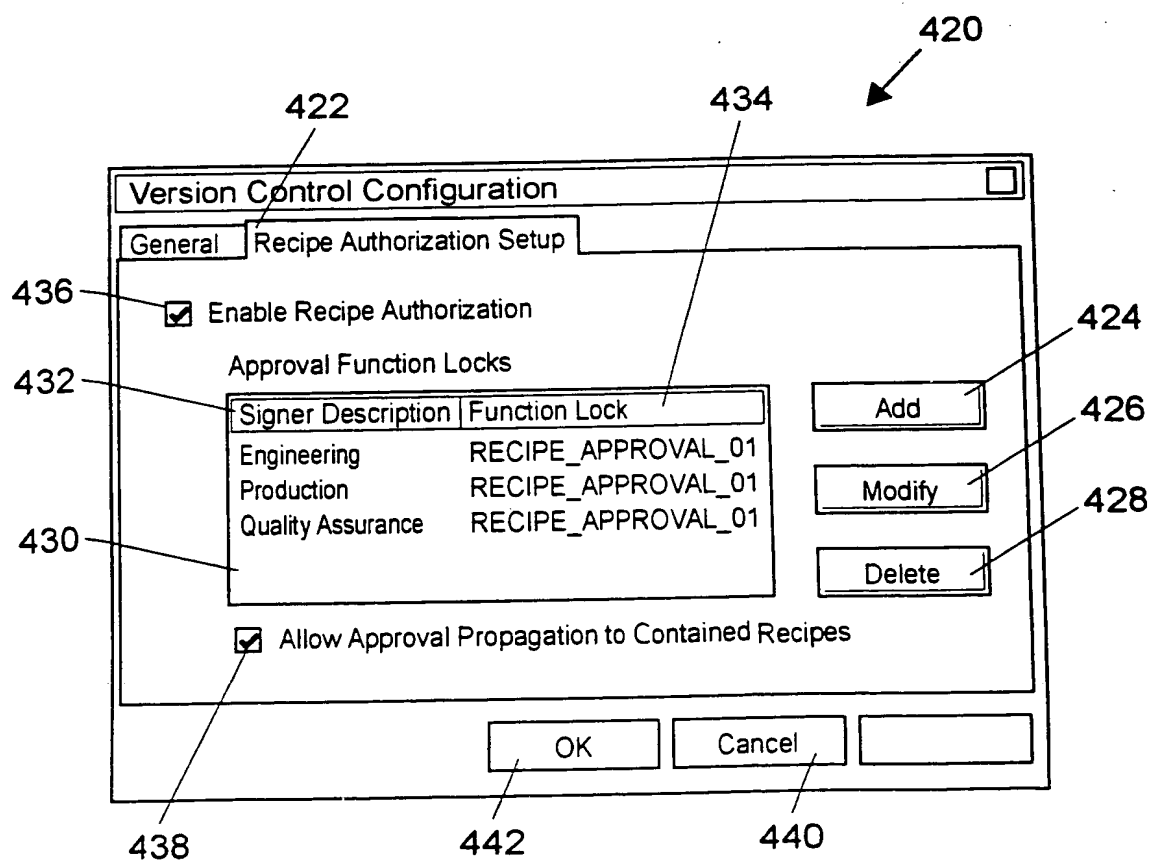 420
422
434
Version Control Configuration
General
Recipe Authorization Setup
436
Enable Recipe Authorization
424
Approval Function Locks
432
Signer Description Function Lock
Add
426
Engineering RECIPE_APPROVAL_01
Production RECIPE_APPROVAL_01
Modify
Quality Assurance RECIPE_APPROVAL_01
428
430
Delete
Allow Approval Propagation to Contained Recipes
OK
Cancel
438
442
440